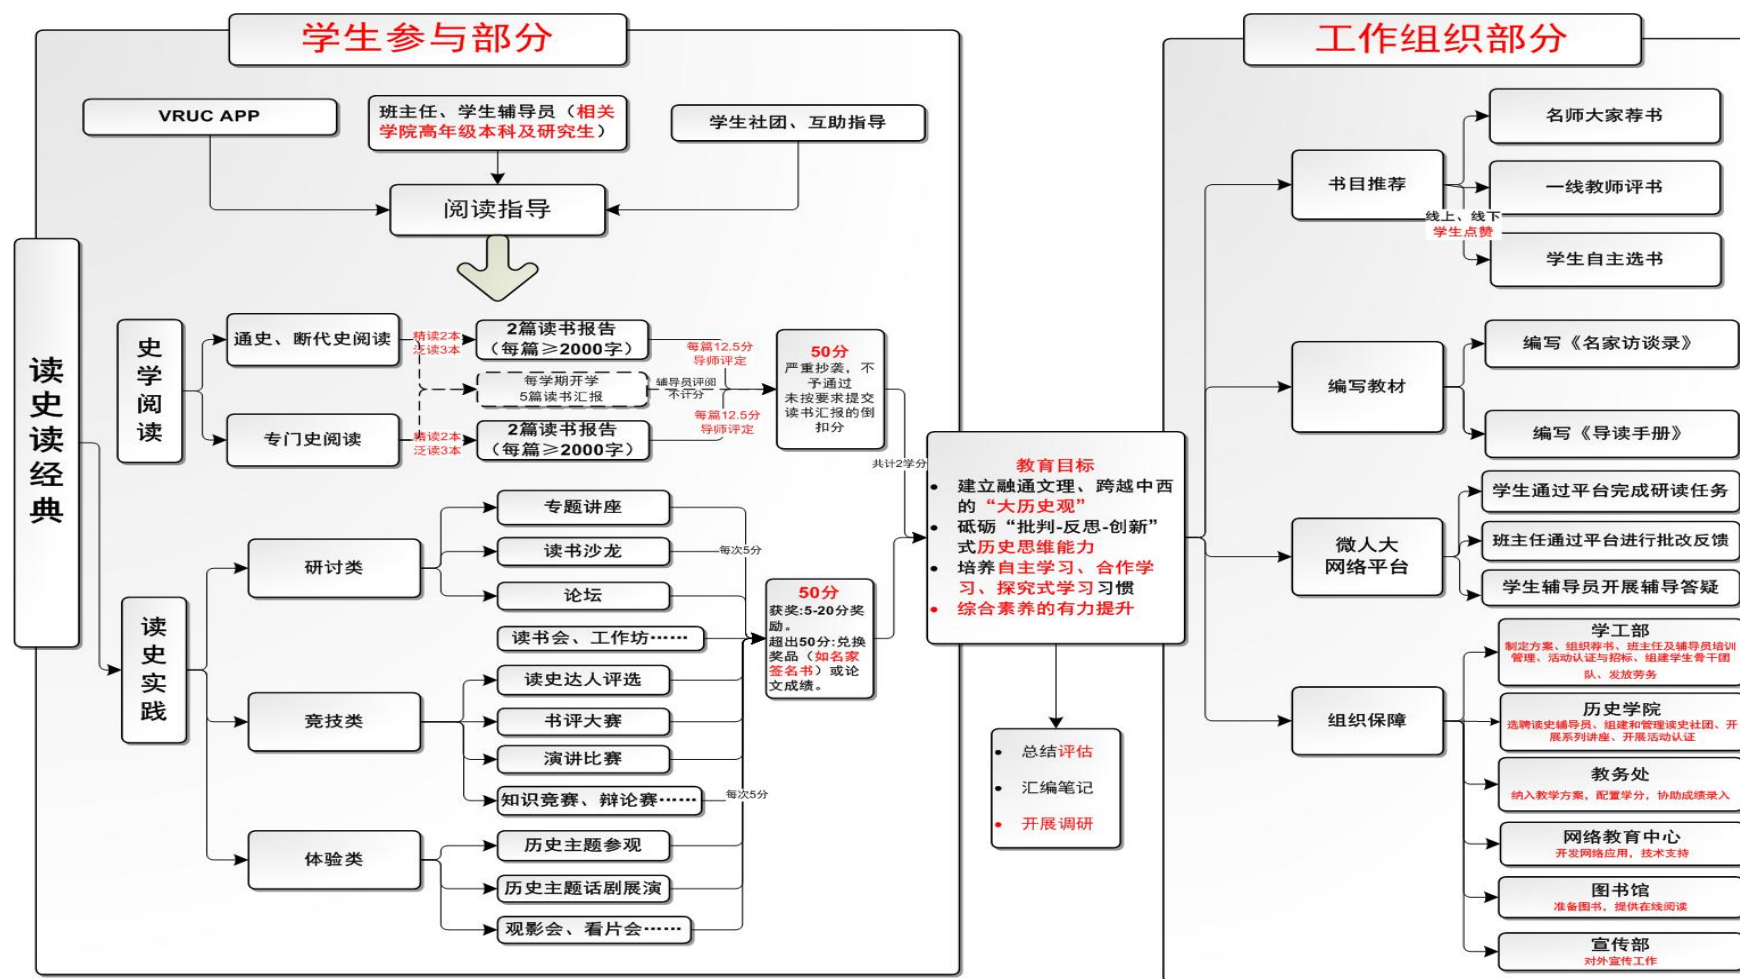 学生参与部分
VRUC APP
班主任、学生辅导员（相关
学院高年级本科及研究生）
学生社团、互助指导
阅读指导
读史读经典
史学阅读
通史、断代史阅读
精读2本
泛读3本
2篇读书报告
（每篇≥2000字）
每篇12.5分
导师评定
每学期开学
5篇读书汇报
辅导员评阅
不计分
专门史阅读
精读2本
泛读3本
2篇读书报告
（每篇≥2000字）
每篇12.5分
导师评定
50分
严重抄袭，不
予通过
未按要求提交
读书汇报的倒
扣分
共计2学分
读史实践
研讨类
专题讲座
读书沙龙
论坛
读书会、工作坊……
每次5分
竞技类
读史达人评选
书评大赛
演讲比赛
知识竞赛、辩论赛……
每次5分
体验类
历史主题参观
历史主题话剧展演
观影会、看片会……
50分
获奖:5-20分奖
励。
超出50分:兑换
奖品（如名家
签名书）或论
文成绩。
教育目标
• 建立融通文理、跨越中西
的“大历史观”
• 砥砺“批判-反思-创新”
式历史思维能力
• 培养自主学习、合作学
习、探究式学习习惯
• 综合素养的有力提升
• 总结评估
• 汇编笔记
• 开展调研
工作组织部分
书目推荐
线上、线下
学生点赞
名师大家荐书
一线教师评书
学生自主选书
编写教材
编写《名家访谈录》
编写《导读手册》
微人大
网络平台
学生通过平台完成研读任务
班主任通过平台进行批改反馈
学生辅导员开展辅导答疑
组织保障
学工部
制定方案、组织荐书、班主任及辅导员培训
管理、活动认证与招标、组建学生骨干团
队、发放劳务
历史学院
选聘读史辅导员、组建和管理读史社团、开
展系列讲座、开展活动认证
教务处
纳入教学方案，配置学分，协助成绩录入
网络教育中心
开发网络应用，技术支持
图书馆
准备图书，提供在线阅读
宣传部
对外宣传工作